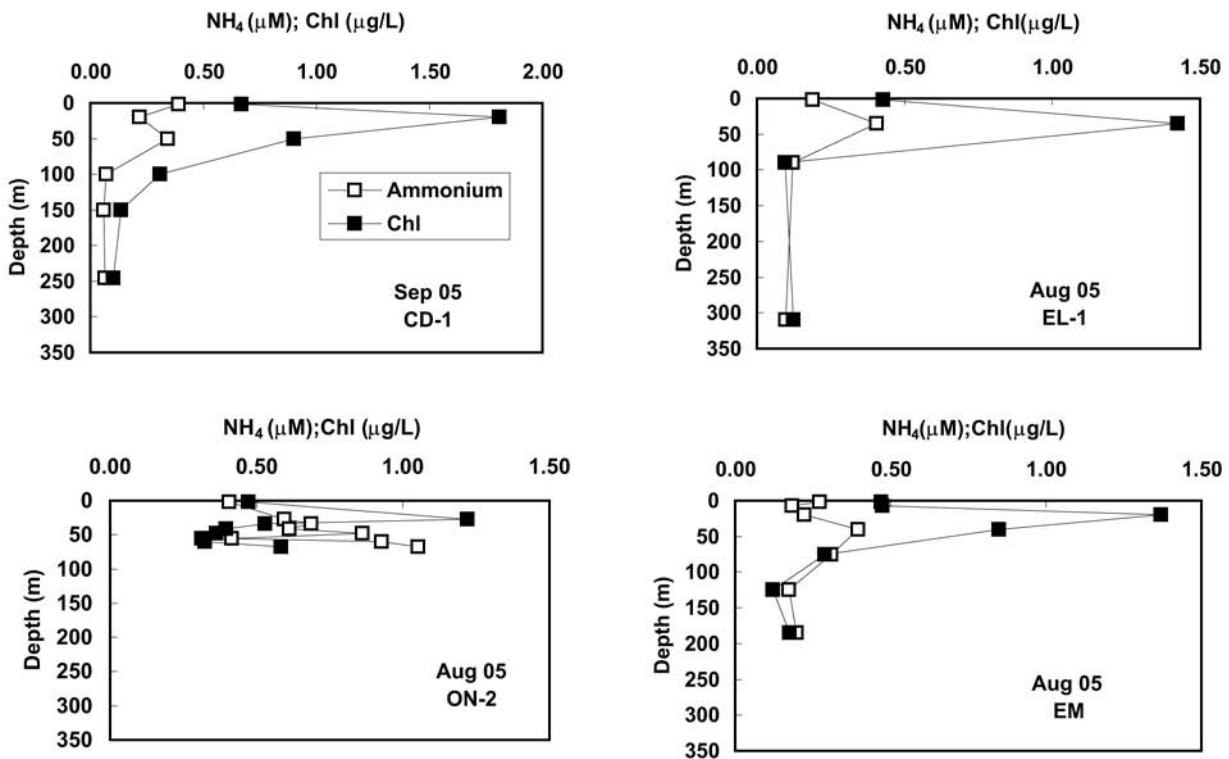 NH4 (μM); Chl (μg/L)
0.00 0.50 1.00 1.50 2.00
0
50
100
150
200
250
300
350
Depth (m)
Ammonium
Chl
Sep 05
CD-1
NH4 (μM); Chl(μg/L)
0.00 0.50 1.00 1.50
0
50
100
150
200
250
300
350
Depth (m)
Aug 05
EL-1
NH4 (μM);Chl (μg/L)
0.00 0.50 1.00 1.50
0
50
100
150
200
250
300
350
Depth (m)
Aug 05
ON-2
NH4(μM);Chl(μg/L)
0.00 0.50 1.00 1.50
0
50
100
150
200
250
300
350
Depth (m)
Aug 05
EM